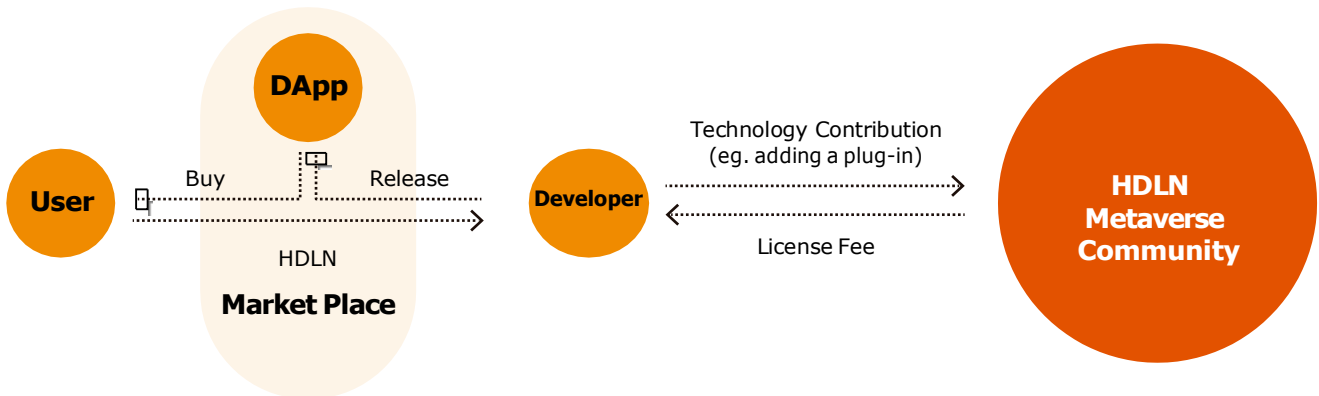 DApp
User
Buy
Release
HDLN
Market Place
Developer
Technology Contribution
(eg. adding a plug-in)
License Fee
HDLN
Metaverse
Community